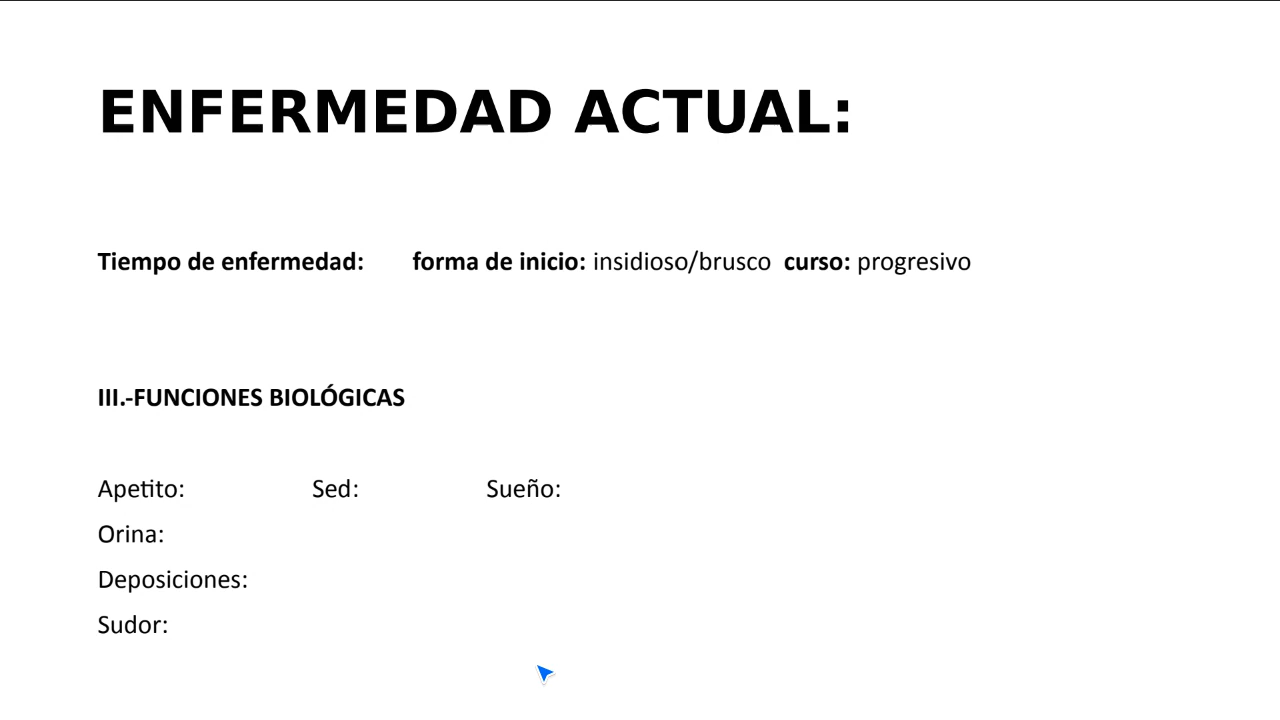 ENFERMEDAD ACTUAL:
Tiempo de enfermedad: forma de inicio: insidioso/brusco curso: progresivo
III.-FUNCIONES BIOLÓGICAS
Apetito: Sed: Sueño:
Orina:
Deposiciones:
Sudor: